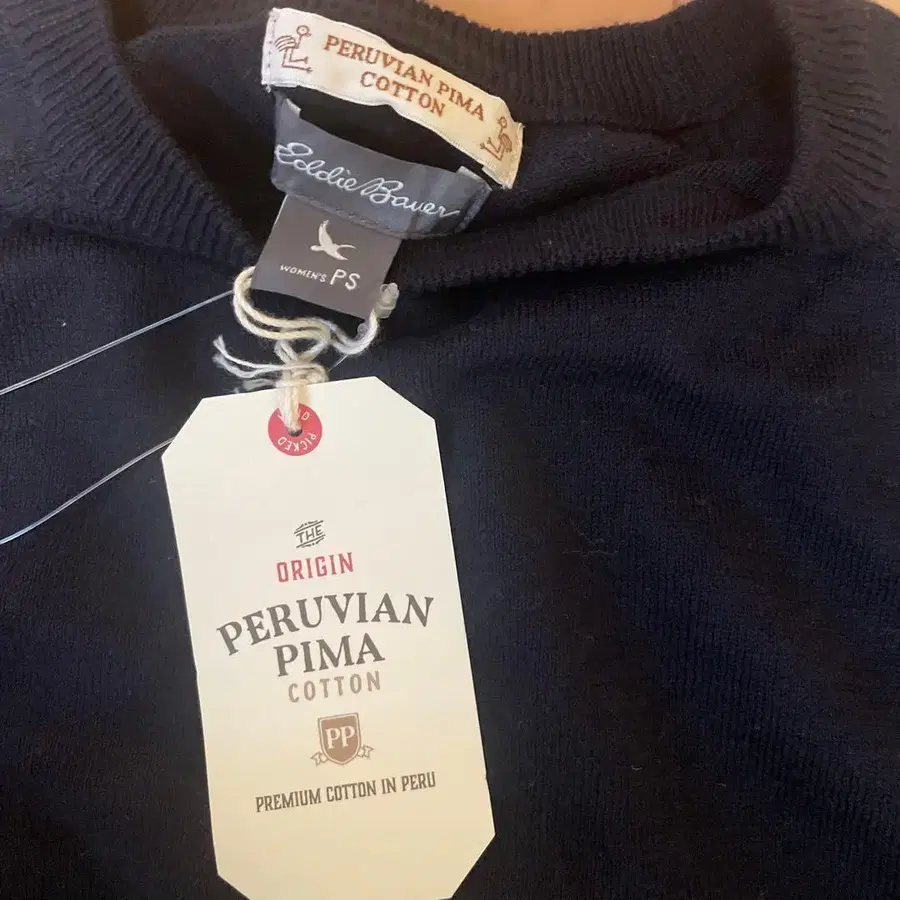 PERUVIAN PIMA
COTTON
Eddie Bauer
WOMEN'S PS
PICKED
THE
ORIGIN
PERUVIAN
PIMA
COTTON
PP
PREMIUM COTTON IN PERU